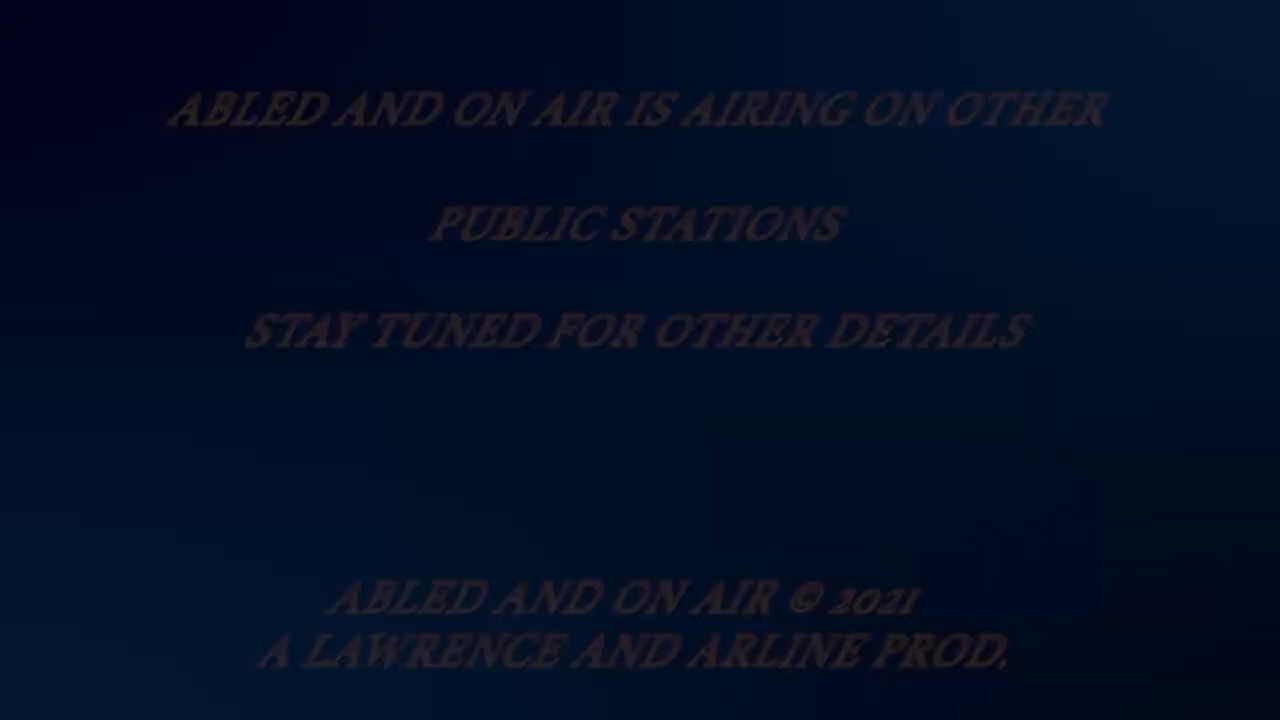 ABLED AND ON AIR IS AIRING ON OTHER
PUBLIC STATIONS
STAY TUNED FOR OTHER DETAILS
ABLED AND ON AIR © 2021
A LAWRENCE AND ARLINE PROD.